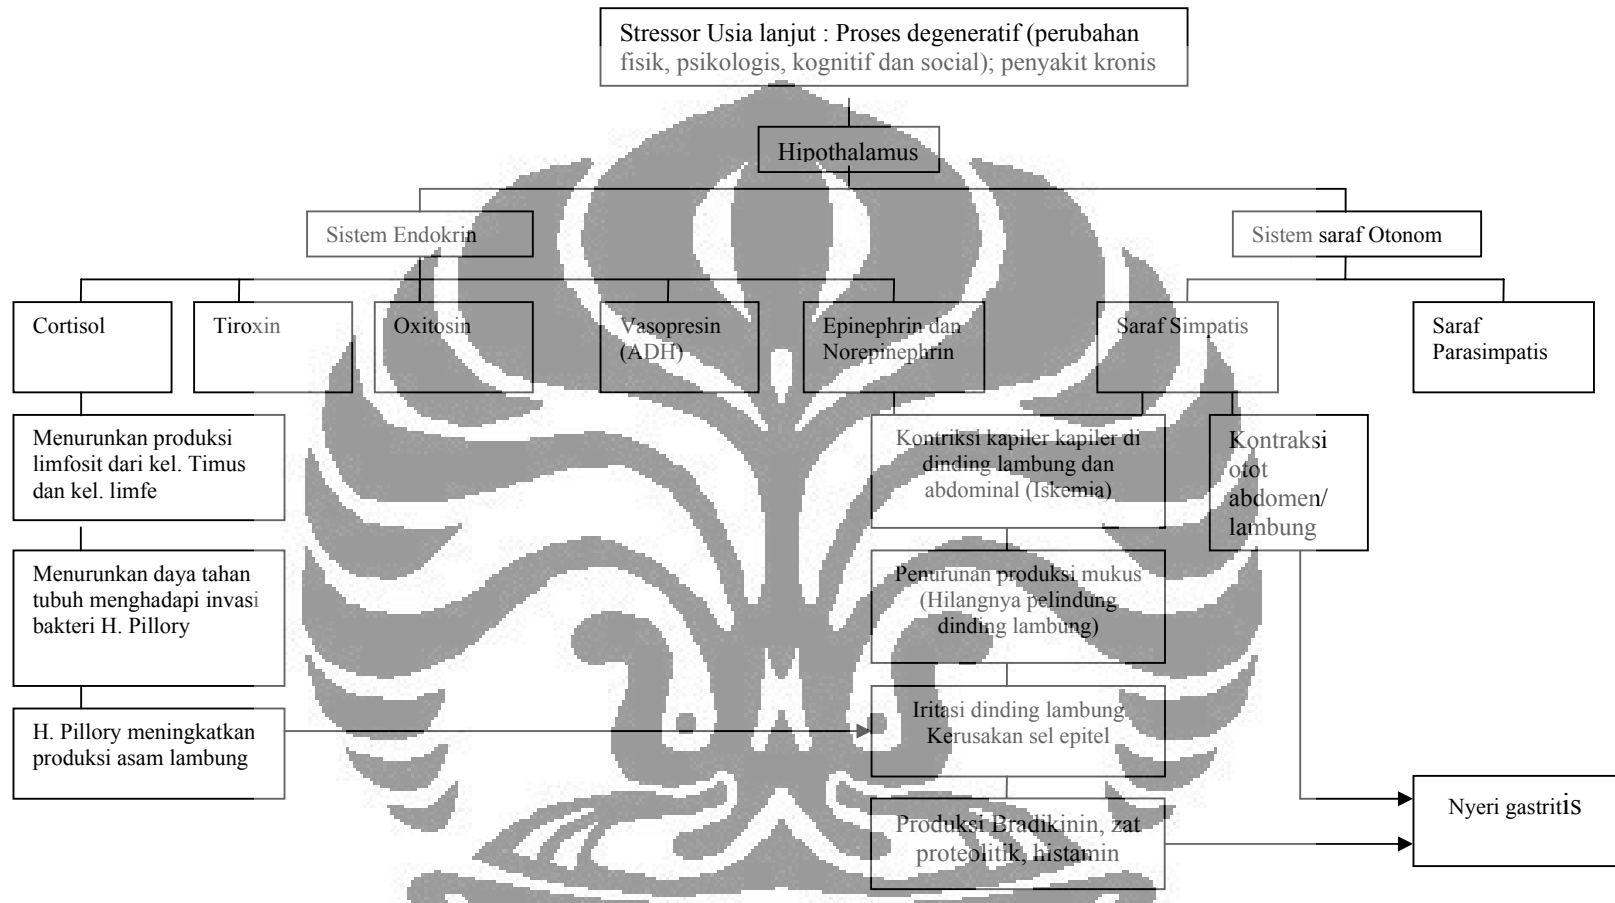 Stressor Usia lanjut : Proses degeneratif (perubahan
fisik, psikologis, kognitif dan social); penyakit kronis
Hipothalamus
Sistem Endokrin
Sistem saraf Otonom
Cortisol
Tiroxin
Oxitosin
Vasopresin
(ADH)
Epinephrin dan
Norepinephrin
Saraf Simpatis
Saraf
Parasimpatis
Menurunkan produksi
limfosit dari kel. Timus
dan kel. limfe
Kontriksi kapiler kapiler di
dinding lambung dan
abdominal (Iskemia)
Kontraksi
otot
abdomen/
lambung
Menurunkan daya tahan
tubuh menghadapi invasi
bakteri H. Pillory
Penurunan produksi mukus
(Hilangnya pelindung
dinding lambung)
H. Pillory meningkatkan
produksi asam lambung
Iritasi dinding lambung
Kerusakan sel epitel
Produksi Bradikinin, zat
proteolitik, histamin
Nyeri gastritis